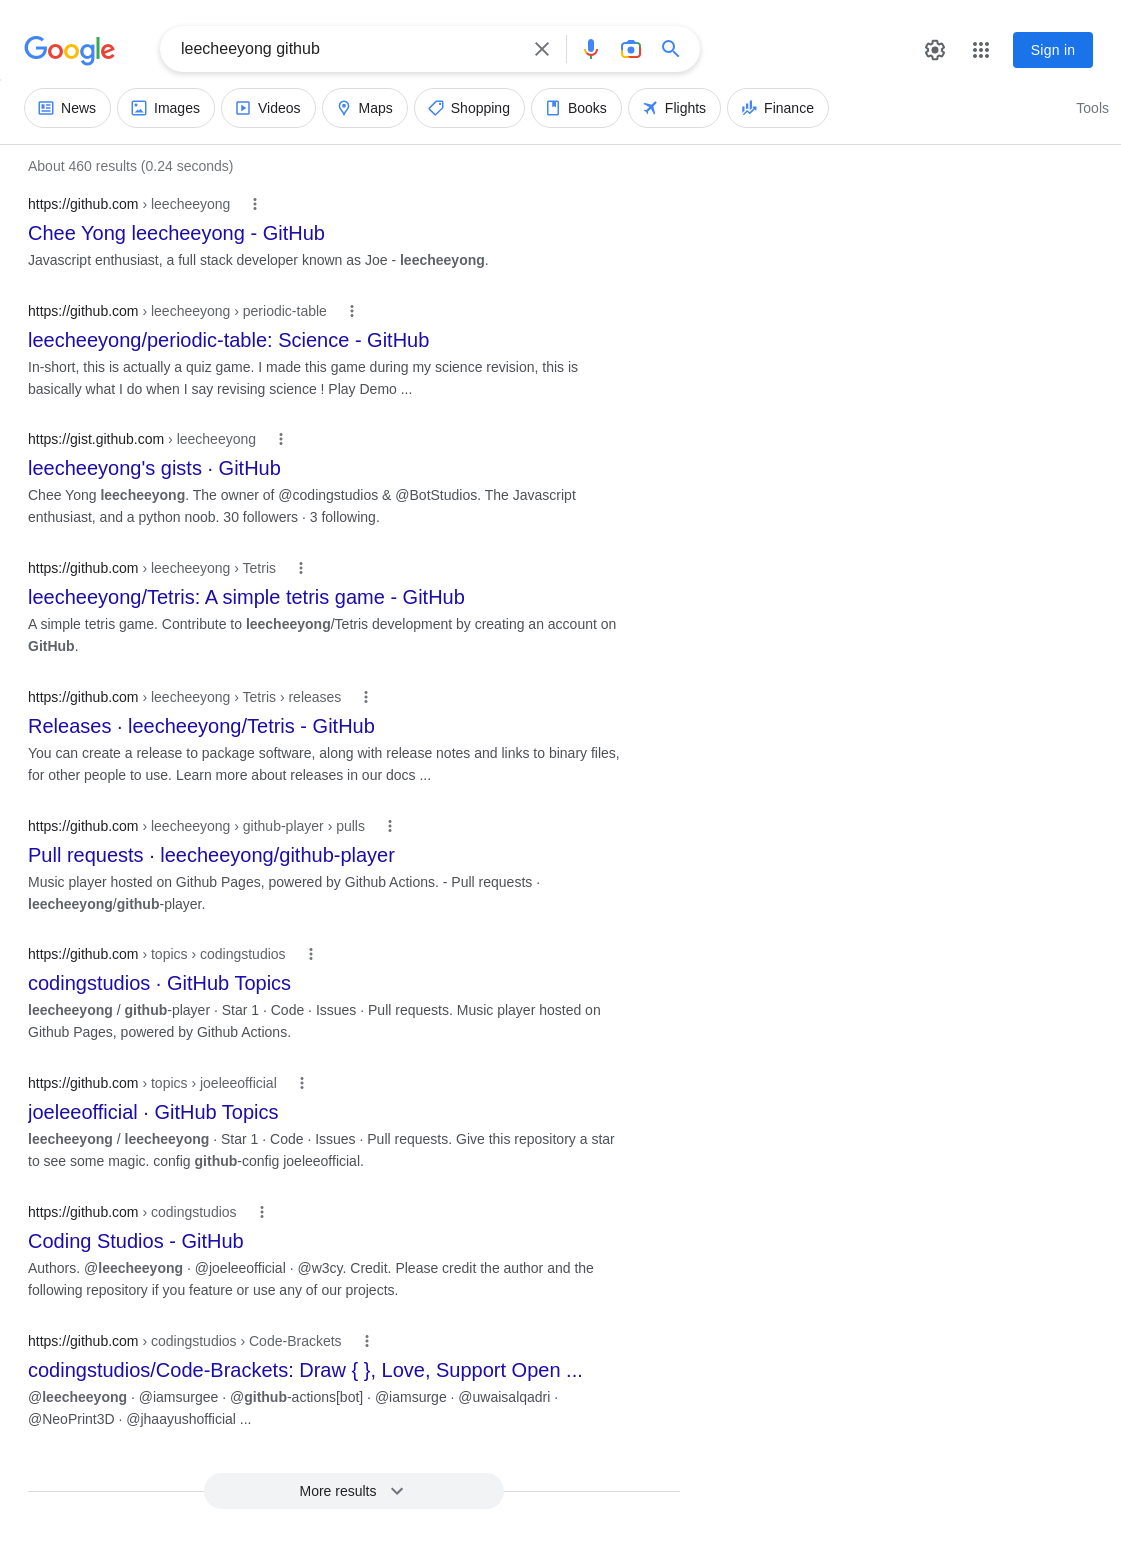 Google
leecheeyong github
Sign in
News Images Videos Maps Shopping Books Flights Finance Tools
About 460 results (0.24 seconds)
https://github.com › leecheeyong
Chee Yong leecheeyong - GitHub
Javascript enthusiast, a full stack developer known as Joe - leecheeyong.
https://github.com › leecheeyong › periodic-table
leecheeyong/periodic-table: Science - GitHub
In-short, this is actually a quiz game. I made this game during my science revision, this is
basically what I do when I say revising science ! Play Demo ...
https://gist.github.com › leecheeyong
leecheeyong's gists · GitHub
Chee Yong leecheeyong. The owner of @codingstudios & @BotStudios. The Javascript
enthusiast, and a python noob. 30 followers · 3 following.
https://github.com › leecheeyong › Tetris
leecheeyong/Tetris: A simple tetris game - GitHub
A simple tetris game. Contribute to leecheeyong/Tetris development by creating an account on
GitHub.
https://github.com › leecheeyong › Tetris › releases
Releases · leecheeyong/Tetris - GitHub
You can create a release to package software, along with release notes and links to binary files,
for other people to use. Learn more about releases in our docs ...
https://github.com › leecheeyong › github-player › pulls
Pull requests · leecheeyong/github-player
Music player hosted on Github Pages, powered by Github Actions. - Pull requests ·
leecheeyong/github-player.
https://github.com › topics › codingstudios
codingstudios · GitHub Topics
leecheeyong / github-player · Star 1 · Code · Issues · Pull requests. Music player hosted on
Github Pages, powered by Github Actions.
https://github.com › topics › joeleeofficial
joeleeofficial · GitHub Topics
leecheeyong / leecheeyong · Star 1 · Code · Issues · Pull requests. Give this repository a star
to see some magic. config github-config joeleeofficial.
https://github.com › codingstudios
Coding Studios - GitHub
Authors. @leecheeyong · @joeleeofficial · @w3cy. Credit. Please credit the author and the
following repository if you feature or use any of our projects.
https://github.com › codingstudios › Code-Brackets
codingstudios/Code-Brackets: Draw { }, Love, Support Open ...
@leecheeyong · @iamsurgee · @github-actions[bot] · @iamsurge · @uwaisalqadri ·
@NeoPrint3D · @jhaayushofficial ...
More results